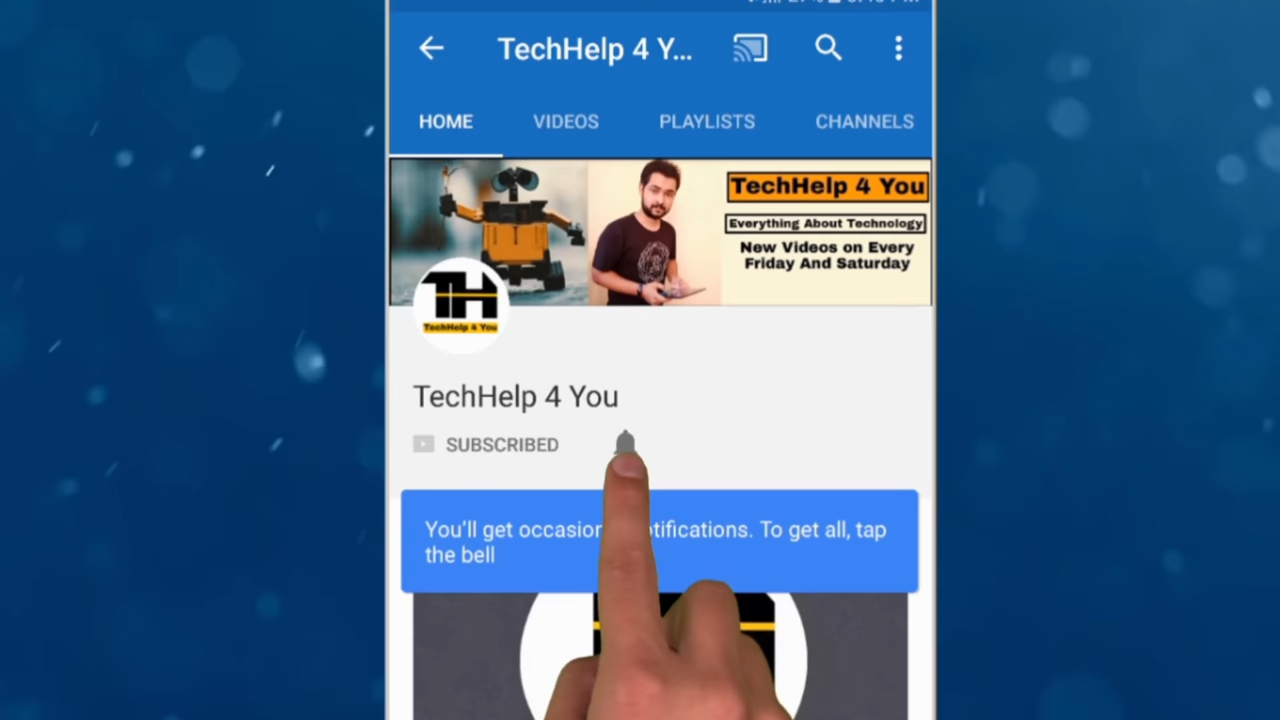 TechHelp 4 Y...
HOME VIDEOS PLAYLISTS CHANNELS
TechHelp 4 You
Everything About Technology
New Videos on Every
Friday And Saturday
TH
TechHelp 4 You
TechHelp 4 You
SUBSCRIBED
You'll get occasion tifications. To get all, tap
the bell